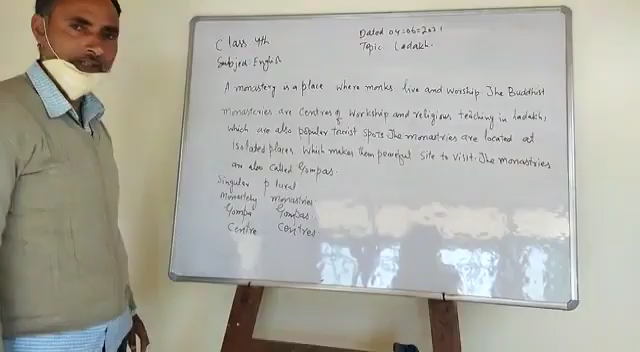 Class 4th
Dated 04-06-2021
Subject English
Topic Ladakh.
A monastery is a place where monks live and worship The Buddhist
monasteries are Centres of Workship and religious teaching in Ladakh,
which are also populer tourist spots. The monastries are located at
Isolated places which makes them peaceful Site to visit. The monastries
are also called Gompas.
Singular plural
Monastery monastries
Gompa Gompas
Centre Centres.